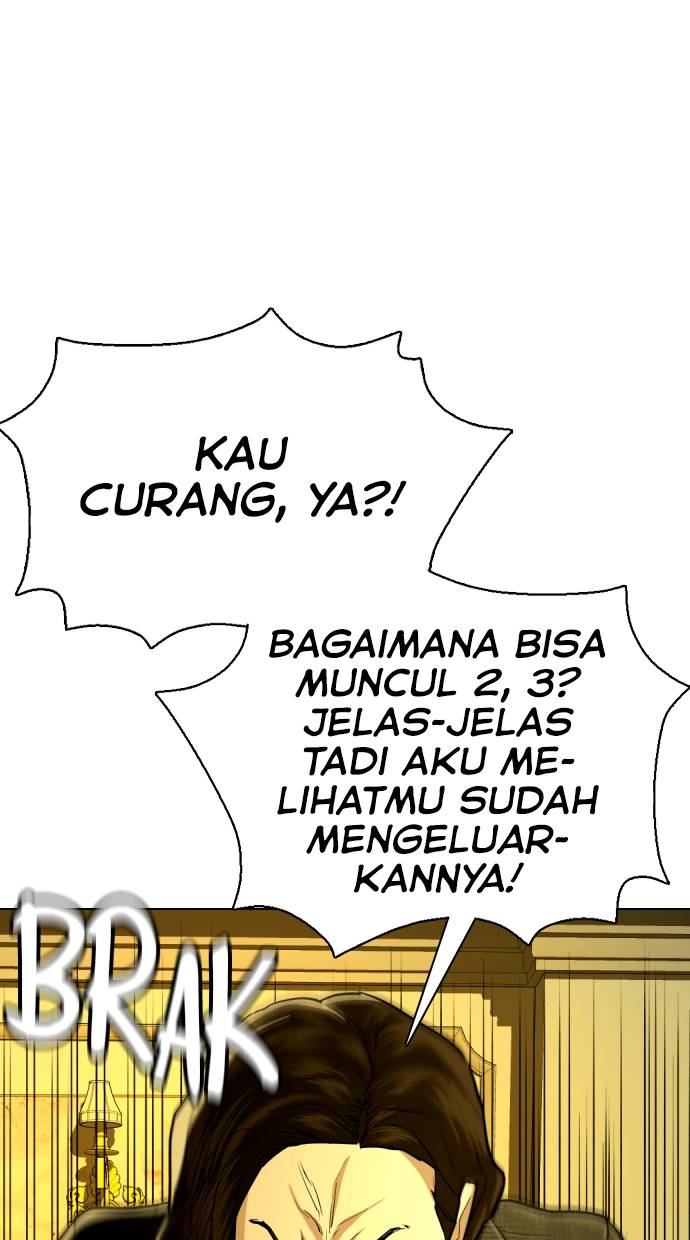 KAU
CURANG, YA?!
BAGAIMANA BISA
MUNCUL 2, 3?
JELAS-JELAS
TADI AKU ME-
LIHATMU SUDAH
MENGELUAR-
KANNYA!
BRAK